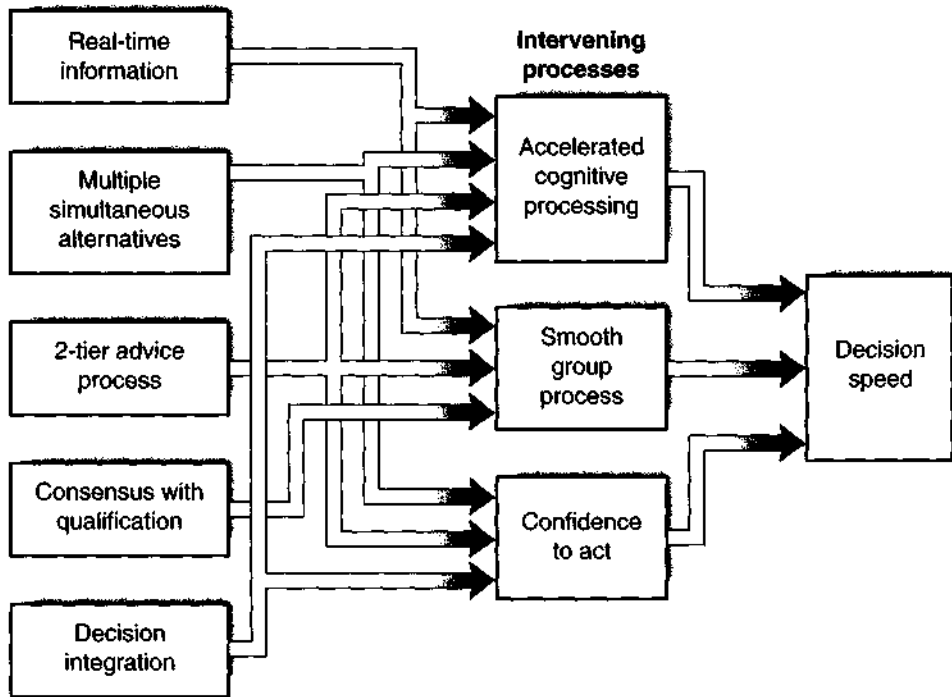 Real-time
information
Multiple
simultaneous
alternatives
2-tier advice
process
Consensus with
qualification
Decision
integration
Intervening
processes
Accelerated
cognitive
processing
Smooth
group
process
Confidence
to act
Decision
speed